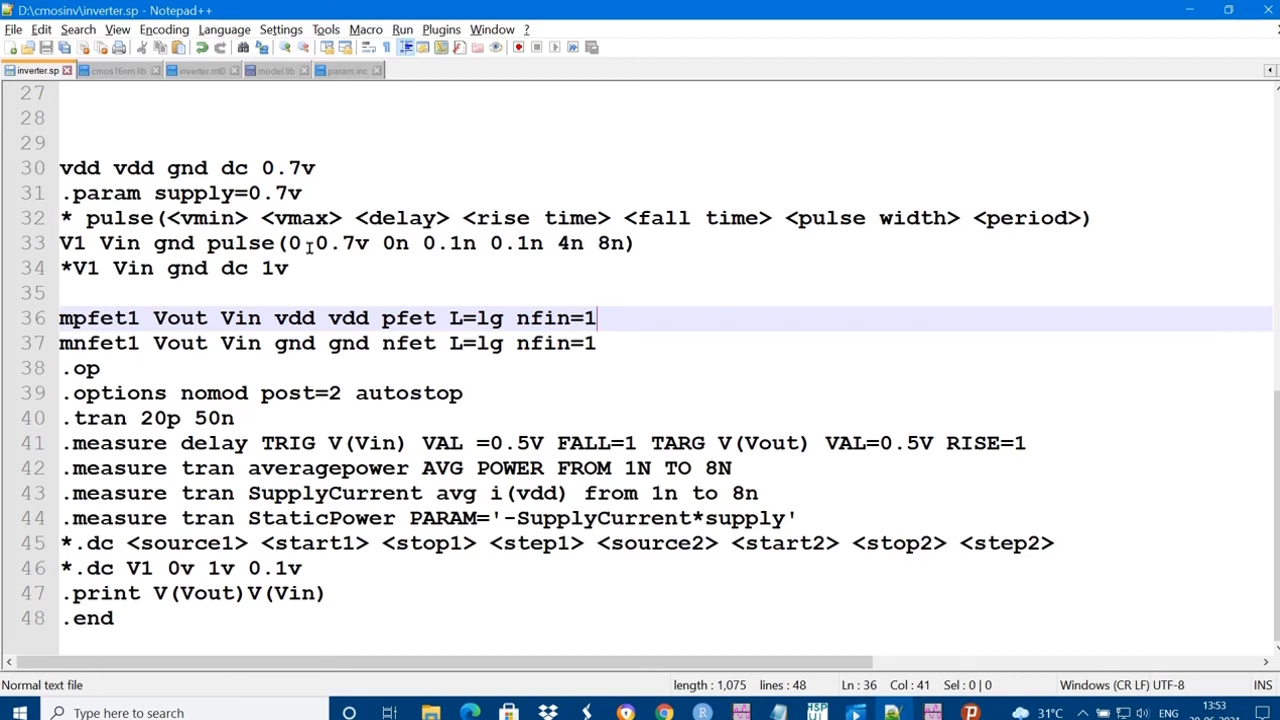 D:\cmosinv\inverter.sp - Notepad++
File Edit Search View Encoding Language Settings Tools Macro Run Plugins Window ?
inverter.sp cmos16nm.lib inverter.mt0 model.lib param.inc
27
28
29
30 vdd vdd gnd dc 0.7v
31 .param supply=0.7v
32 * pulse(<vmin> <vmax> <delay> <rise time> <fall time> <pulse width> <period>)
33 V1 Vin gnd pulse(0 0.7v 0n 0.1n 0.1n 4n 8n)
34 *V1 Vin gnd dc 1v
35
36 mpfet1 Vout Vin vdd vdd pfet L=lg nfin=1
37 mnfet1 Vout Vin gnd gnd nfet L=lg nfin=1
38 .op
39 .options nomod post=2 autostop
40 .tran 20p 50n
41 .measure delay TRIG V(Vin) VAL =0.5V FALL=1 TARG V(Vout) VAL=0.5V RISE=1
42 .measure tran averagepower AVG POWER FROM 1N TO 8N
43 .measure tran SupplyCurrent avg i(vdd) from 1n to 8n
44 .measure tran StaticPower PARAM='-SupplyCurrent*supply'
45 *.dc <source1> <start1> <stop1> <step1> <source2> <start2> <stop2> <step2>
46 *.dc V1 0v 1v 0.1v
47 .print V(Vout)V(Vin)
48 .end
Normal text file length : 1,075 lines : 48 Ln : 36 Col : 41 Sel : 0 | 0 Windows (CR LF) UTF-8 INS
Type here to search 31°C ENG 13:53